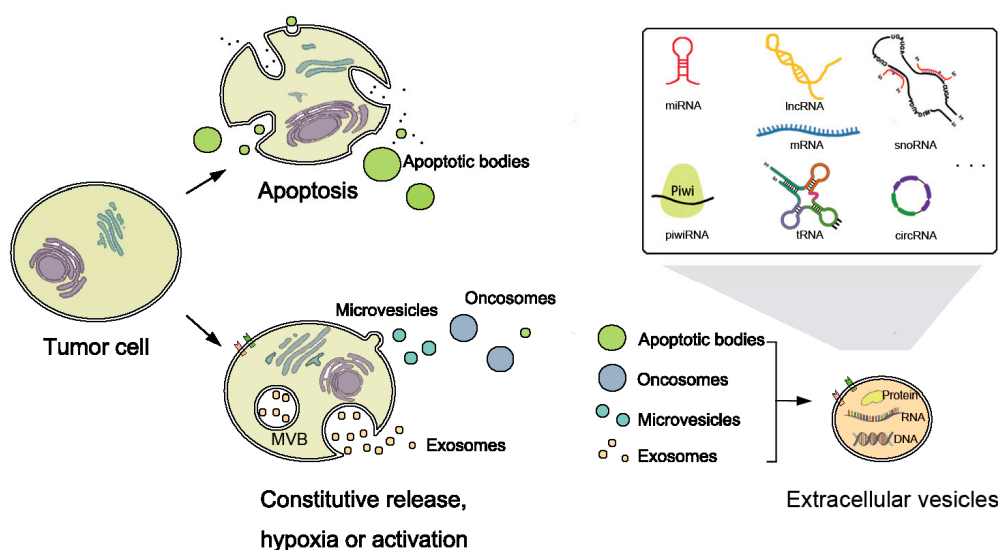 Apoptotic bodies
Apoptosis
Tumor cell
Microvesicles
Oncosomes
MVB
Exosomes
Constitutive release,
hypoxia or activation
miRNA
lncRNA
mRNA
snoRNA
. . . .
Piwi
piwiRNA
tRNA
circRNA
Apoptotic bodies
Oncosomes
Microvesicles
Exosomes
Protein
RNA
DNA
Extracellular vesicles